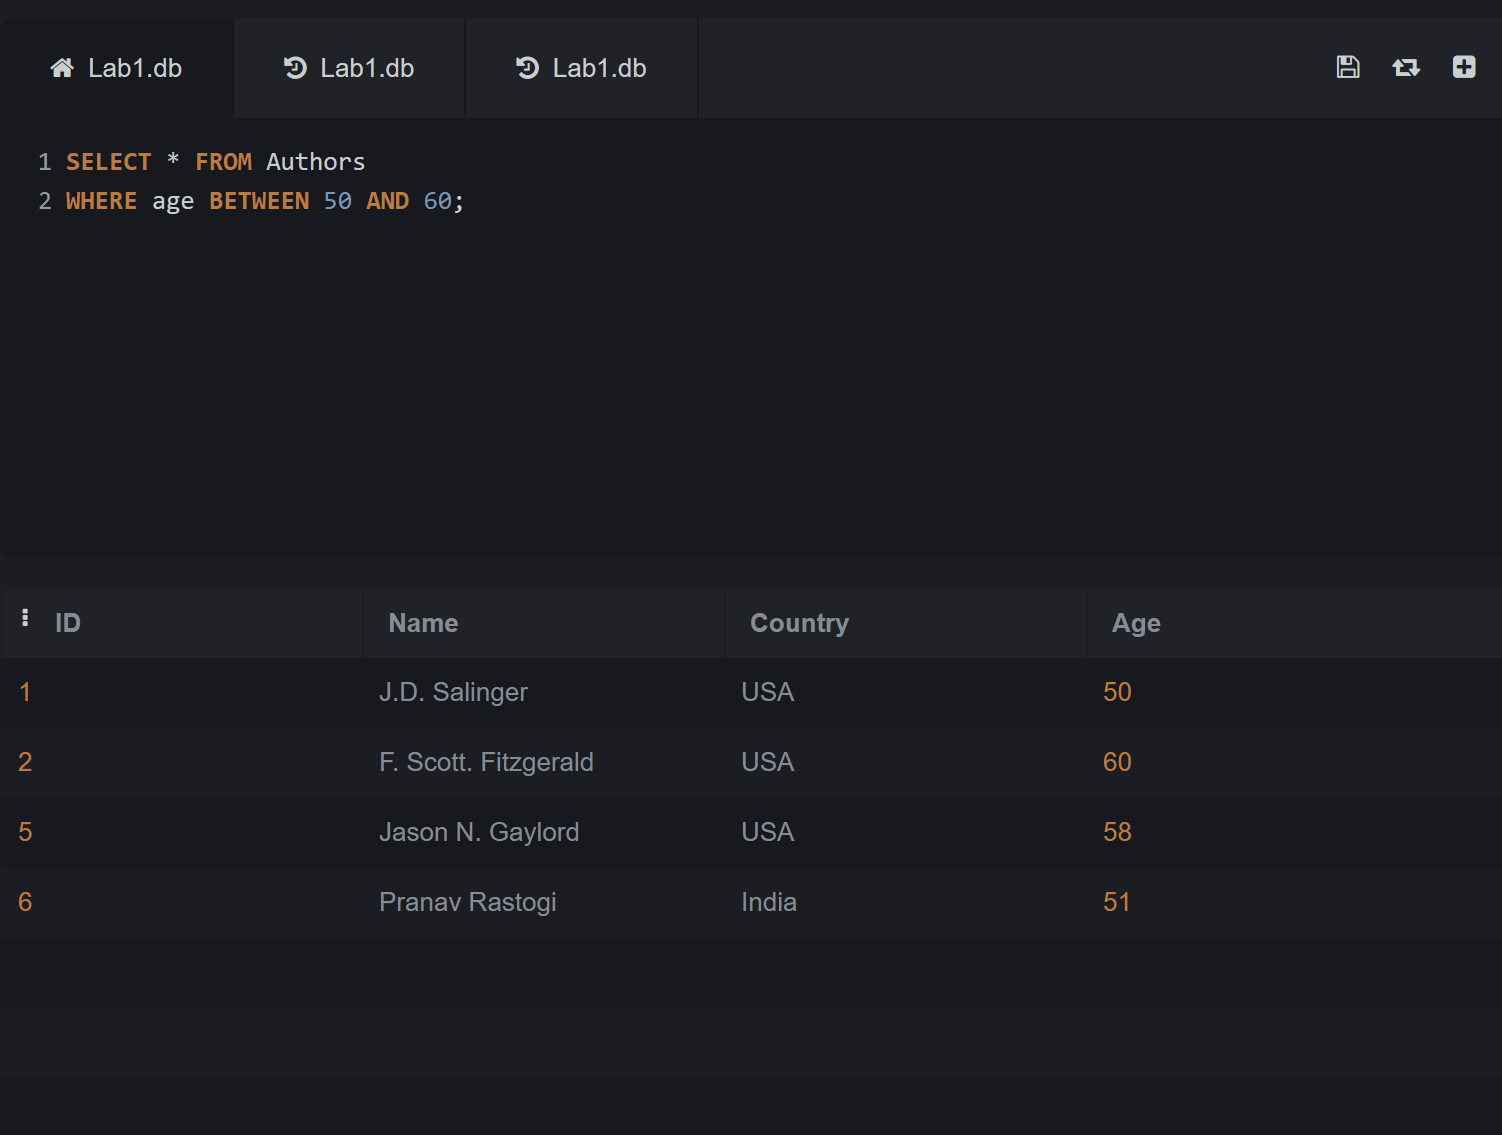 Lab1.db Lab1.db Lab1.db
1 SELECT * FROM Authors
2 WHERE age BETWEEN 50 AND 60;
ID Name Country Age
1 J.D. Salinger USA 50
2 F. Scott. Fitzgerald USA 60
5 Jason N. Gaylord USA 58
6 Pranav Rastogi India 51